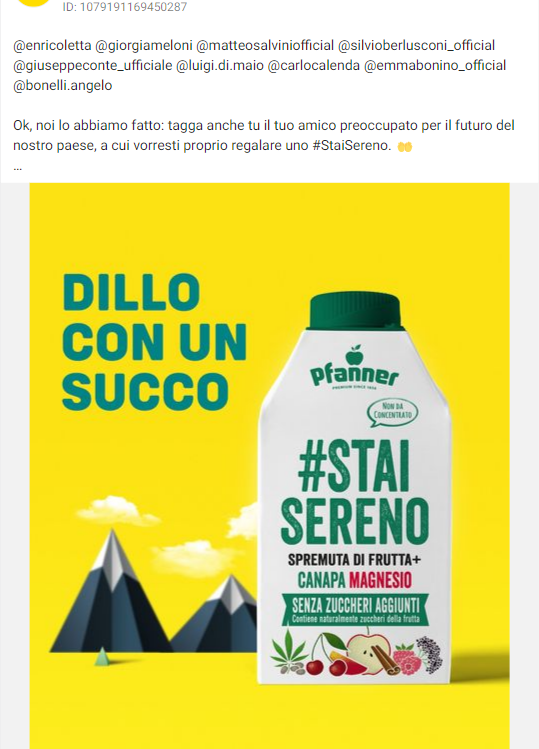 ID: 1079191169450287
@enricoletta @giorgiameloni @matteosalviniofficial @silvioberlusconi_official
@giuseppeconte_ufficiale @luigi.di.maio @carlocalenda @emmabonino_official
@bonelli.angelo
Ok, noi lo abbiamo fatto: tagga anche tu il tuo amico preoccupato per il futuro del
nostro paese, a cui vorresti proprio regalare uno #StaiSereno. 🤲
...
DILLO
CON UN
SUCCO
Pfanner
PREMIUM SINCE 1856
NON DA
CONCENTRATO
#STAI
SERENO
SPREMUTA DI FRUTTA+
CANAPA MAGNESIO
SENZA ZUCCHERI AGGIUNTI
Contiene naturalmente zuccheri della frutta